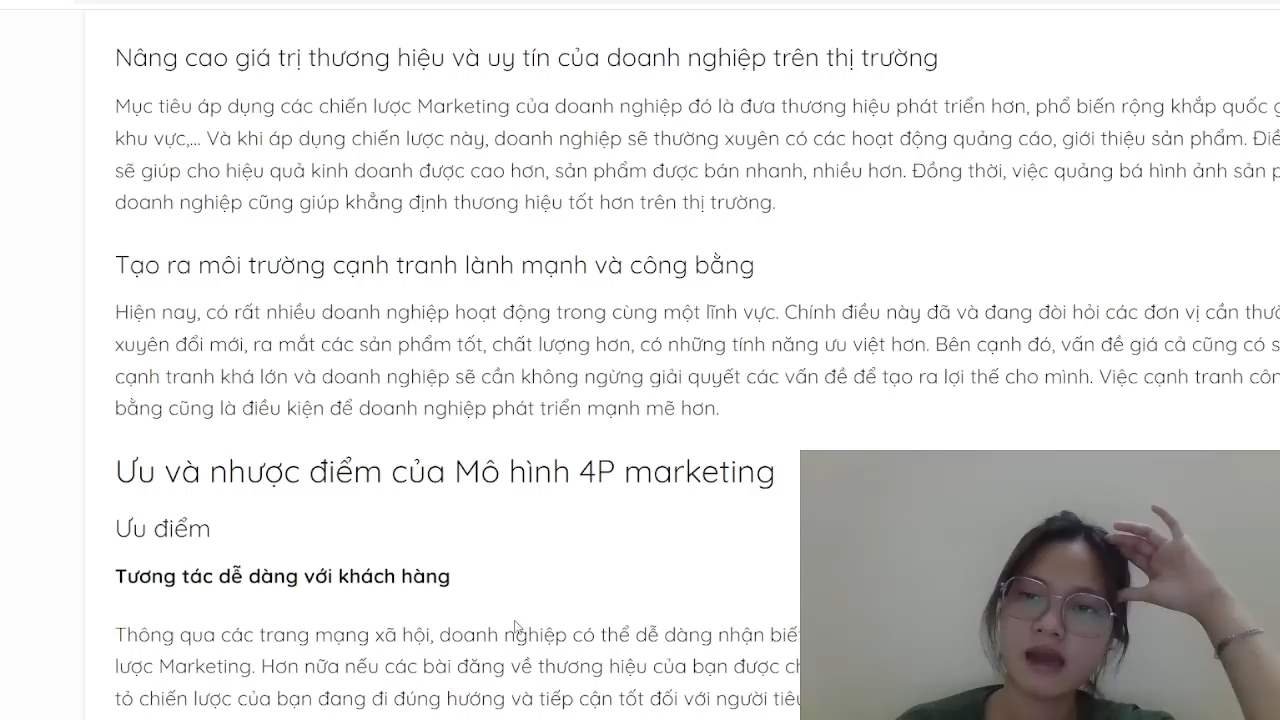 Nâng cao giá trị thương hiệu và uy tín của doanh nghiệp trên thị trường
Mục tiêu áp dụng các chiến lược Marketing của doanh nghiệp đó là đưa thương hiệu phát triển hơn, phổ biến rộng khắp quốc
khu vực,... Và khi áp dụng chiến lược này, doanh nghiệp sẽ thường xuyên có các hoạt động quảng cáo, giới thiệu sản phẩm.
sẽ giúp cho hiệu quả kinh doanh được cao hơn, sản phẩm được bán nhanh, nhiều hơn. Đồng thời, việc quảng bá hình ảnh sản
doanh nghiệp cũng giúp khẳng định thương hiệu tốt hơn trên thị trường.
Tạo ra môi trường cạnh tranh lành mạnh và công bằng
Hiện nay, có rất nhiều doanh nghiệp hoạt động trong cùng một lĩnh vực. Chính điều này đã và đang đòi hỏi các đơn vị cần
xuyên đổi mới, ra mắt các sản phẩm tốt, chất lượng hơn, có những tính năng ưu việt hơn. Bên cạnh đó, vấn đề giá cả cũng có
cạnh tranh khá lớn và doanh nghiệp sẽ cần không ngừng giải quyết các vấn đề để tạo ra lợi thế cho mình. Việc cạnh tranh
bằng cũng là điều kiện để doanh nghiệp phát triển mạnh mẽ hơn.
Ưu và nhược điểm của Mô hình 4P marketing
Ưu điểm
Tương tác dễ dàng với khách hàng
Thông qua các trang mạng xã hội, doanh nghiệp có thể dễ dàng nhận
lược Marketing. Hơn nữa nếu các bài đăng về thương hiệu của bạn được
tỏ chiến lược của bạn đang đi đúng hướng và tiếp cận tốt đối với người